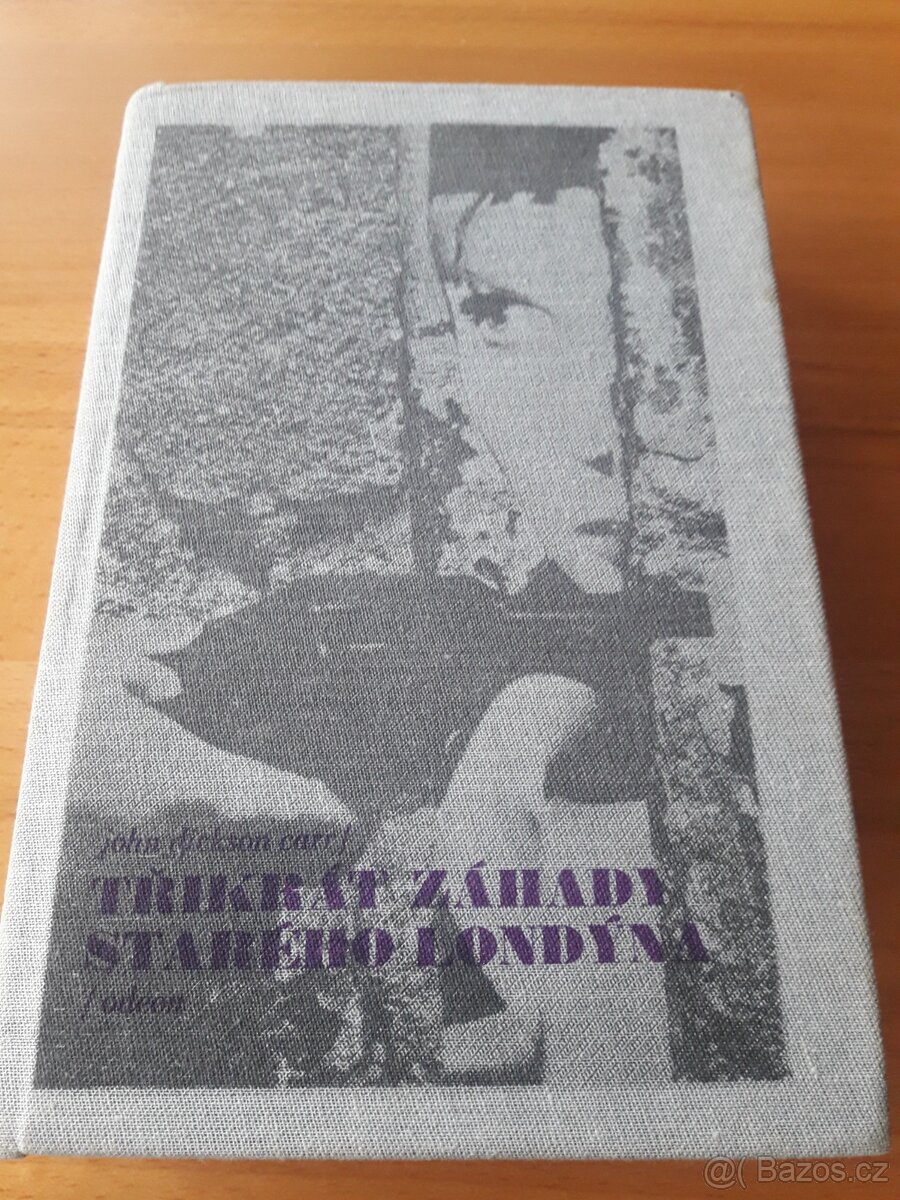 john dickson carr /
TŘIKRÁT ZÁHADY
STARÉHO LONDÝNA
/ odeon
@( Bazos.cz